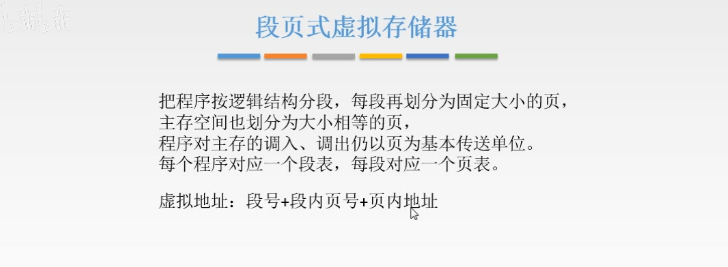 段页式虚拟存储器
把程序按逻辑结构分段，每段再划分为固定大小的页，
主存空间也划分为大小相等的页，
程序对主存的调入、调出仍以页为基本传送单位。
每个程序对应一个段表，每段对应一个页表。
虚拟地址：段号+段内页号+页内地址